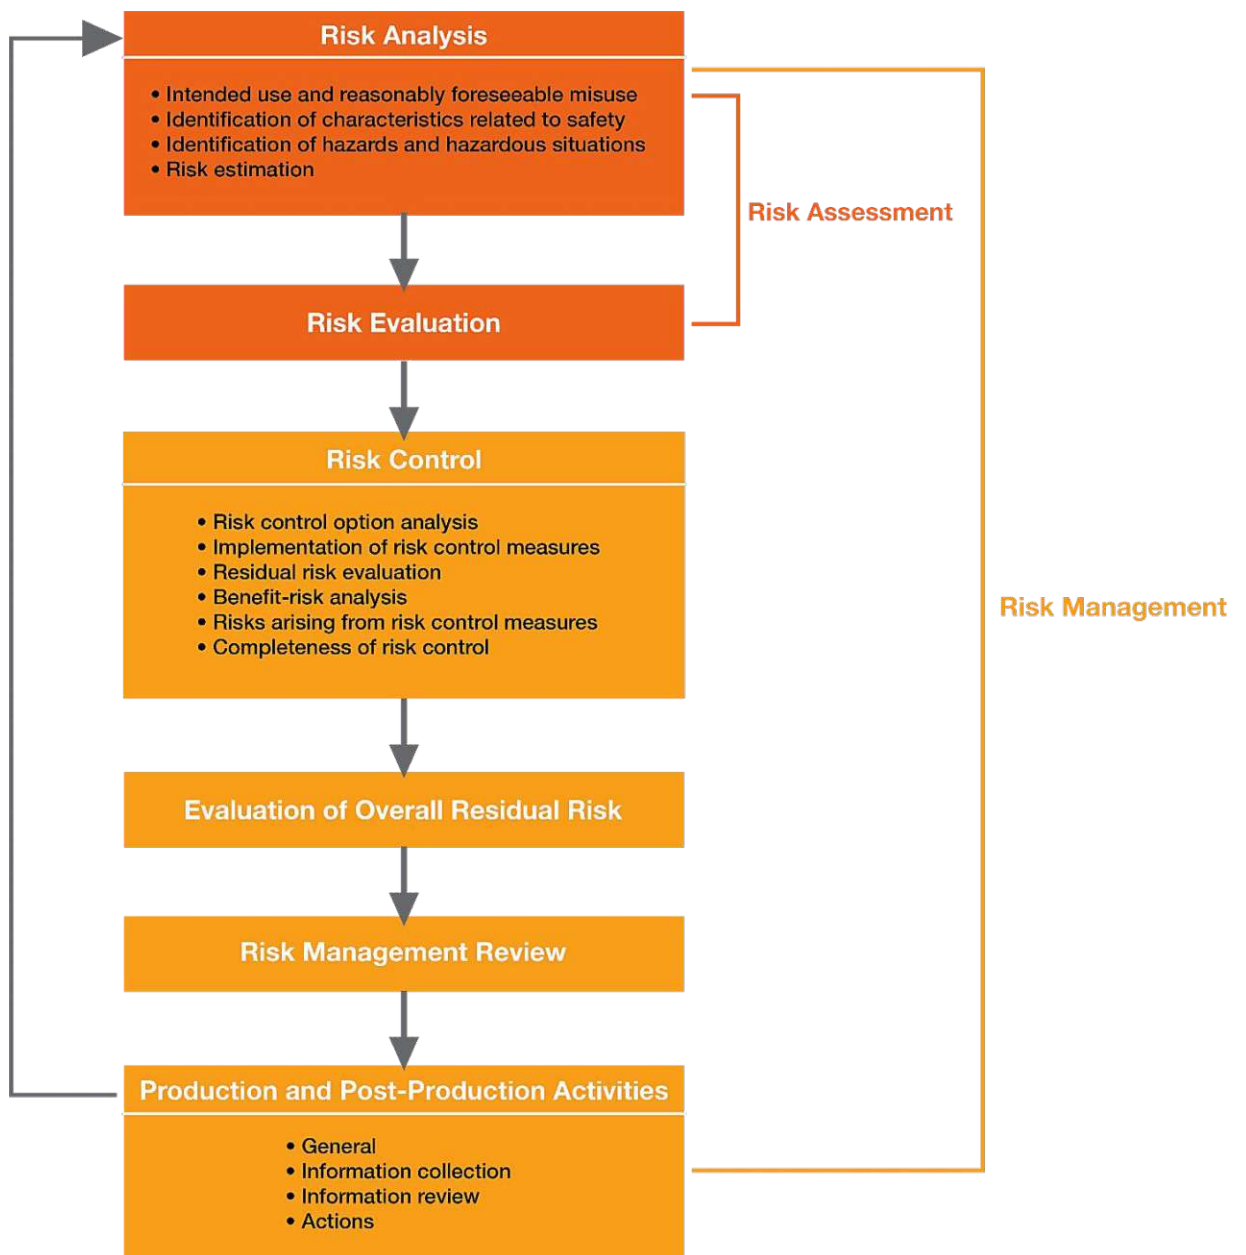 Risk Analysis
• Intended use and reasonably foreseeable misuse
• Identification of characteristics related to safety
• Identification of hazards and hazardous situations
• Risk estimation
Risk Assessment
Risk Evaluation
Risk Control
• Risk control option analysis
• Implementation of risk control measures
• Residual risk evaluation
• Benefit-risk analysis
• Risks arising from risk control measures
• Completeness of risk control
Risk Management
Evaluation of Overall Residual Risk
Risk Management Review
Production and Post-Production Activities
• General
• Information collection
• Information review
• Actions